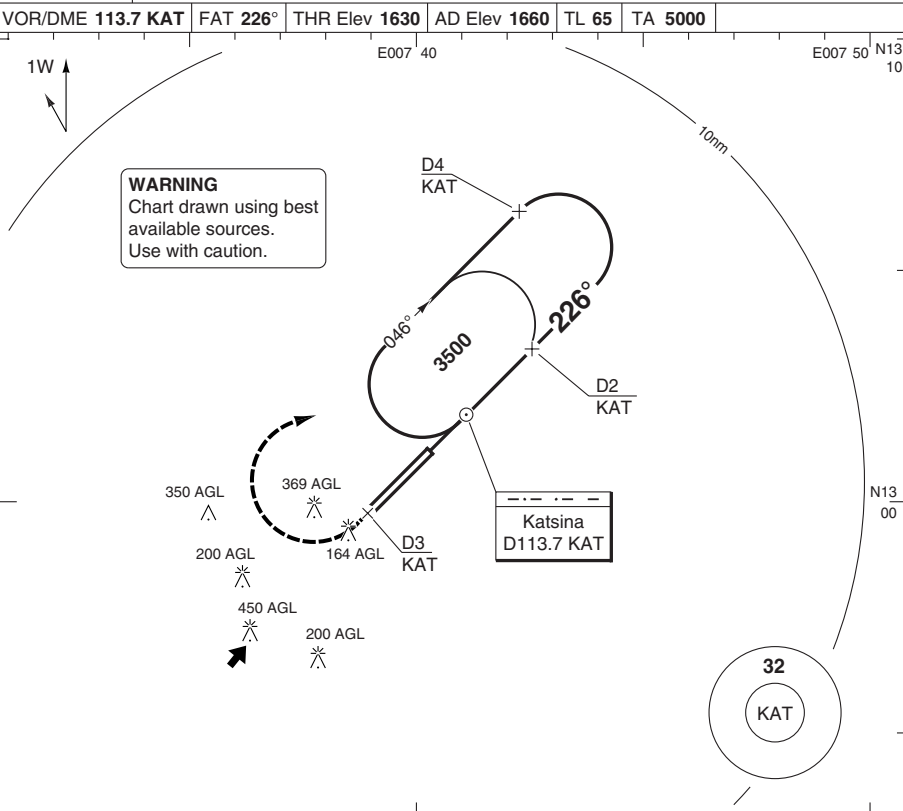 VOR/DME 113.7 KAT FAT 226° THR Elev 1630 AD Elev 1660 TL 65 TA 5000
E007 40
E007 50
N13
10
1W
10nm
WARNING
Chart drawn using best
available sources.
Use with caution.
D4
KAT
226°
046°
3500
D2
KAT
350 AGL
369 AGL
N13
00
Katsina
D113.7 KAT
D3
KAT
164 AGL
200 AGL
450 AGL
200 AGL
32
KAT